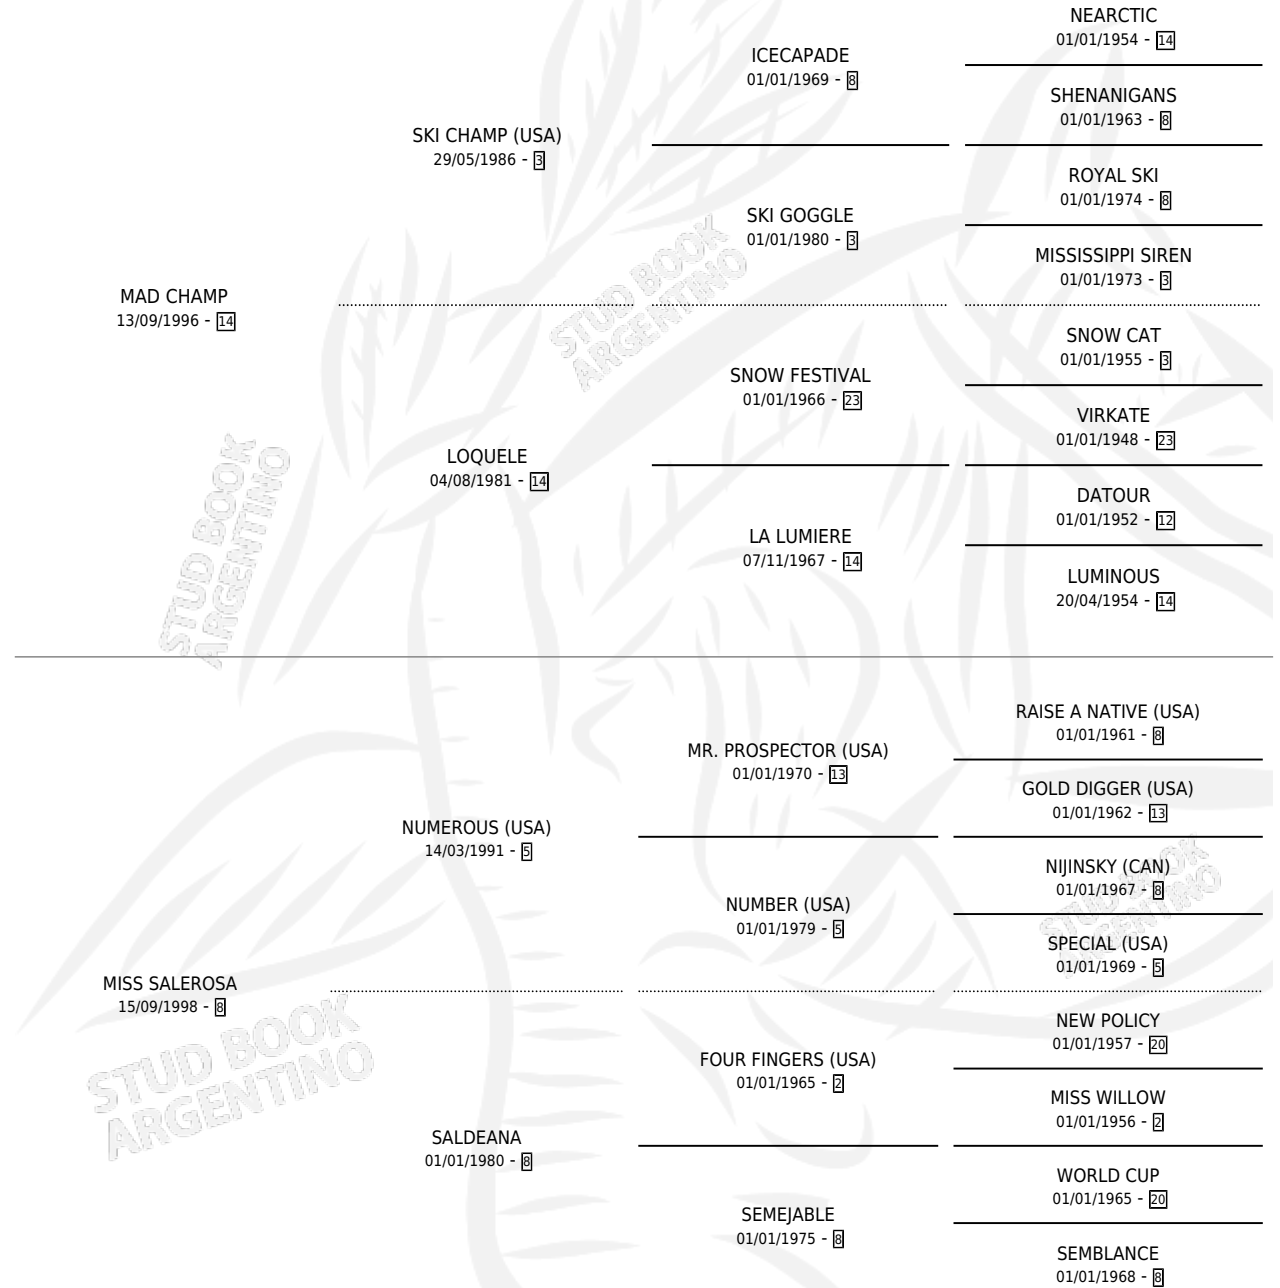 NEARCTIC
01/01/1954 - 14
ICECAPADE
01/01/1969 - 8
SHENANIGANS
01/01/1963 - 8
SKI CHAMP (USA)
29/05/1986 - 3
ROYAL SKI
01/01/1974 - 8
SKI GOGGLE
01/01/1980 - 3
MISSISSIPPI SIREN
01/01/1973 - 3
MAD CHAMP
13/09/1996 - 14
SNOW CAT
01/01/1955 - 3
SNOW FESTIVAL
01/01/1966 - 23
VIRKATE
01/01/1948 - 23
LOQUELE
04/08/1981 - 14
DATOUR
01/01/1952 - 12
LA LUMIERE
07/11/1967 - 14
LUMINOUS
20/04/1954 - 14
RAISE A NATIVE (USA)
01/01/1961 - 8
MR. PROSPECTOR (USA)
01/01/1970 - 13
GOLD DIGGER (USA)
01/01/1962 - 13
NUMEROUS (USA)
14/03/1991 - 5
NIJINSKY (CAN)
01/01/1967 - 8
NUMBER (USA)
01/01/1979 - 5
SPECIAL (USA)
01/01/1969 - 5
MISS SALEROSA
15/09/1998 - 8
NEW POLICY
01/01/1957 - 20
FOUR FINGERS (USA)
01/01/1965 - 2
MISS WILLOW
01/01/1956 - 2
SALDEANA
01/01/1980 - 8
WORLD CUP
01/01/1965 - 20
SEMEJABLE
01/01/1975 - 8
SEMBLANCE
01/01/1968 - 8
STUD BOOK
ARGENTINO
STUD BOOK
ARGENTINO
STUD BOOK
ARGENTINO
STUD BOOK
ARGENTINO